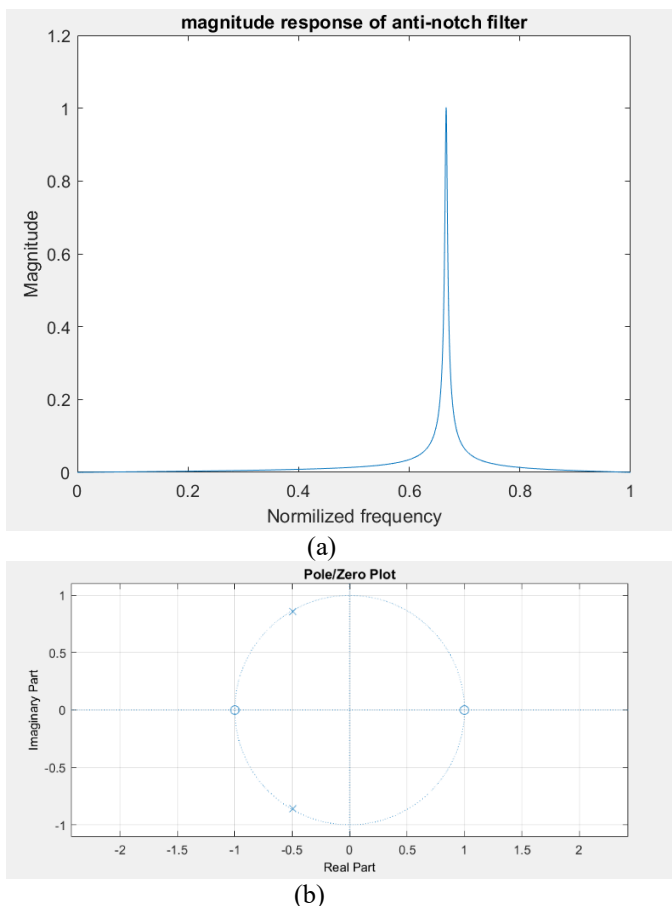 magnitude response of anti-notch filter
1.2
1
0.8
0.6
0.4
0.2
0
Magnitude
0 0.2 0.4 0.6 0.8 1
Normilized frequency
(a)
Pole/Zero Plot
1
0.5
0
-0.5
-1
Imaginary Part
-2 -1.5 -1 -0.5 0 0.5 1 1.5 2
Real Part
(b)